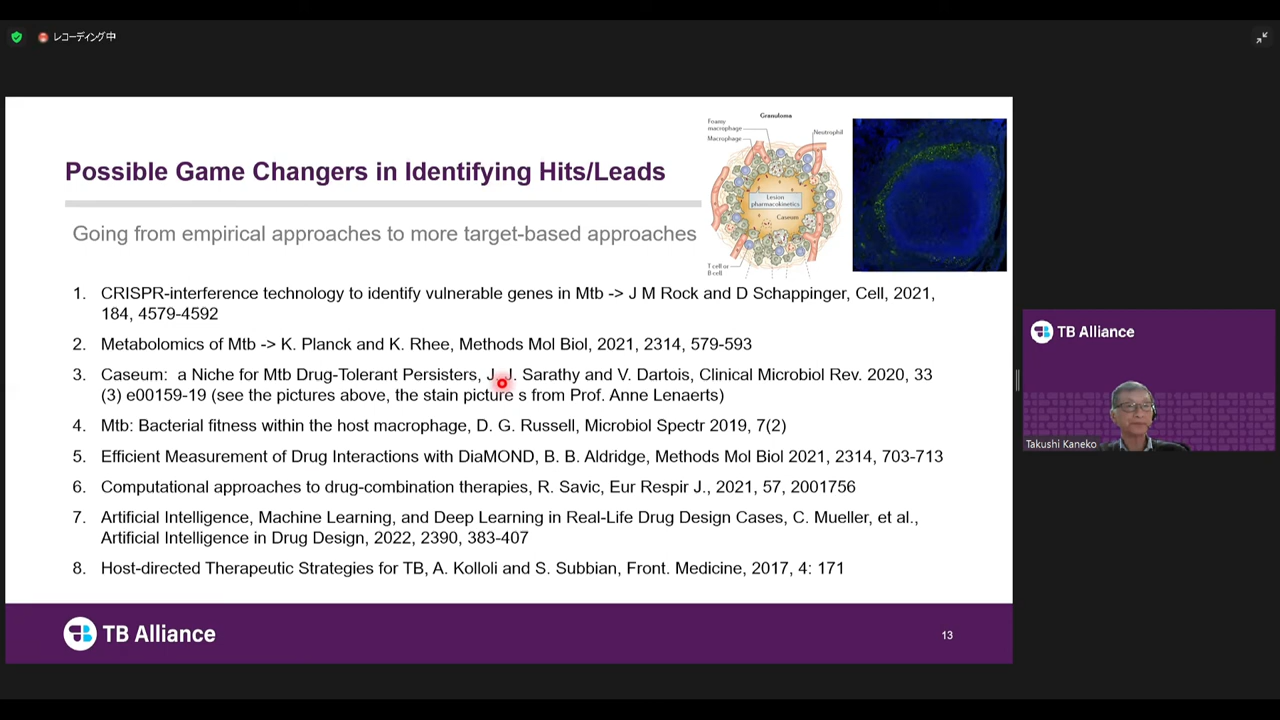 レコーディング中
Possible Game Changers in Identifying Hits/Leads
Going from empirical approaches to more target-based approaches
Granuloma
Foamy
macrophage
Macrophage
Neutrophil
Lesion
pharmacokinetics
Caseum
T cell or
B cell
1. CRISPR-interference technology to identify vulnerable genes in Mtb -> J M Rock and D Schappinger, Cell, 2021,
184, 4579-4592
2. Metabolomics of Mtb -> K. Planck and K. Rhee, Methods Mol Biol, 2021, 2314, 579-593
3. Caseum: a Niche for Mtb Drug-Tolerant Persisters, J. J. Sarathy and V. Dartois, Clinical Microbiol Rev. 2020, 33
(3) e00159-19 (see the pictures above, the stain picture s from Prof. Anne Lenaerts)
4. Mtb: Bacterial fitness within the host macrophage, D. G. Russell, Microbiol Spectr 2019, 7(2)
5. Efficient Measurement of Drug Intractions with DiaMOND, B. B. Aldridge, Methods Mol Biol 2021, 2314, 703-713
6. Computational approaches to drug-combination therapies, R. Savic, Eur Respir J., 2021, 57, 2001756
7. Artificial Intelligence, Machine Learning, and Deep Learning in Real-Life Drug Design Cases, C. Mueller, et al.,
Artificial Intelligence in Drug Design, 2022, 2390, 383-407
8. Host-directed Therapeutic Strategies for TB, A. Kolloli and S. Subbian, Front. Medicine, 2017, 4: 171
TB Alliance
13
TB Alliance
Takushi Kaneko